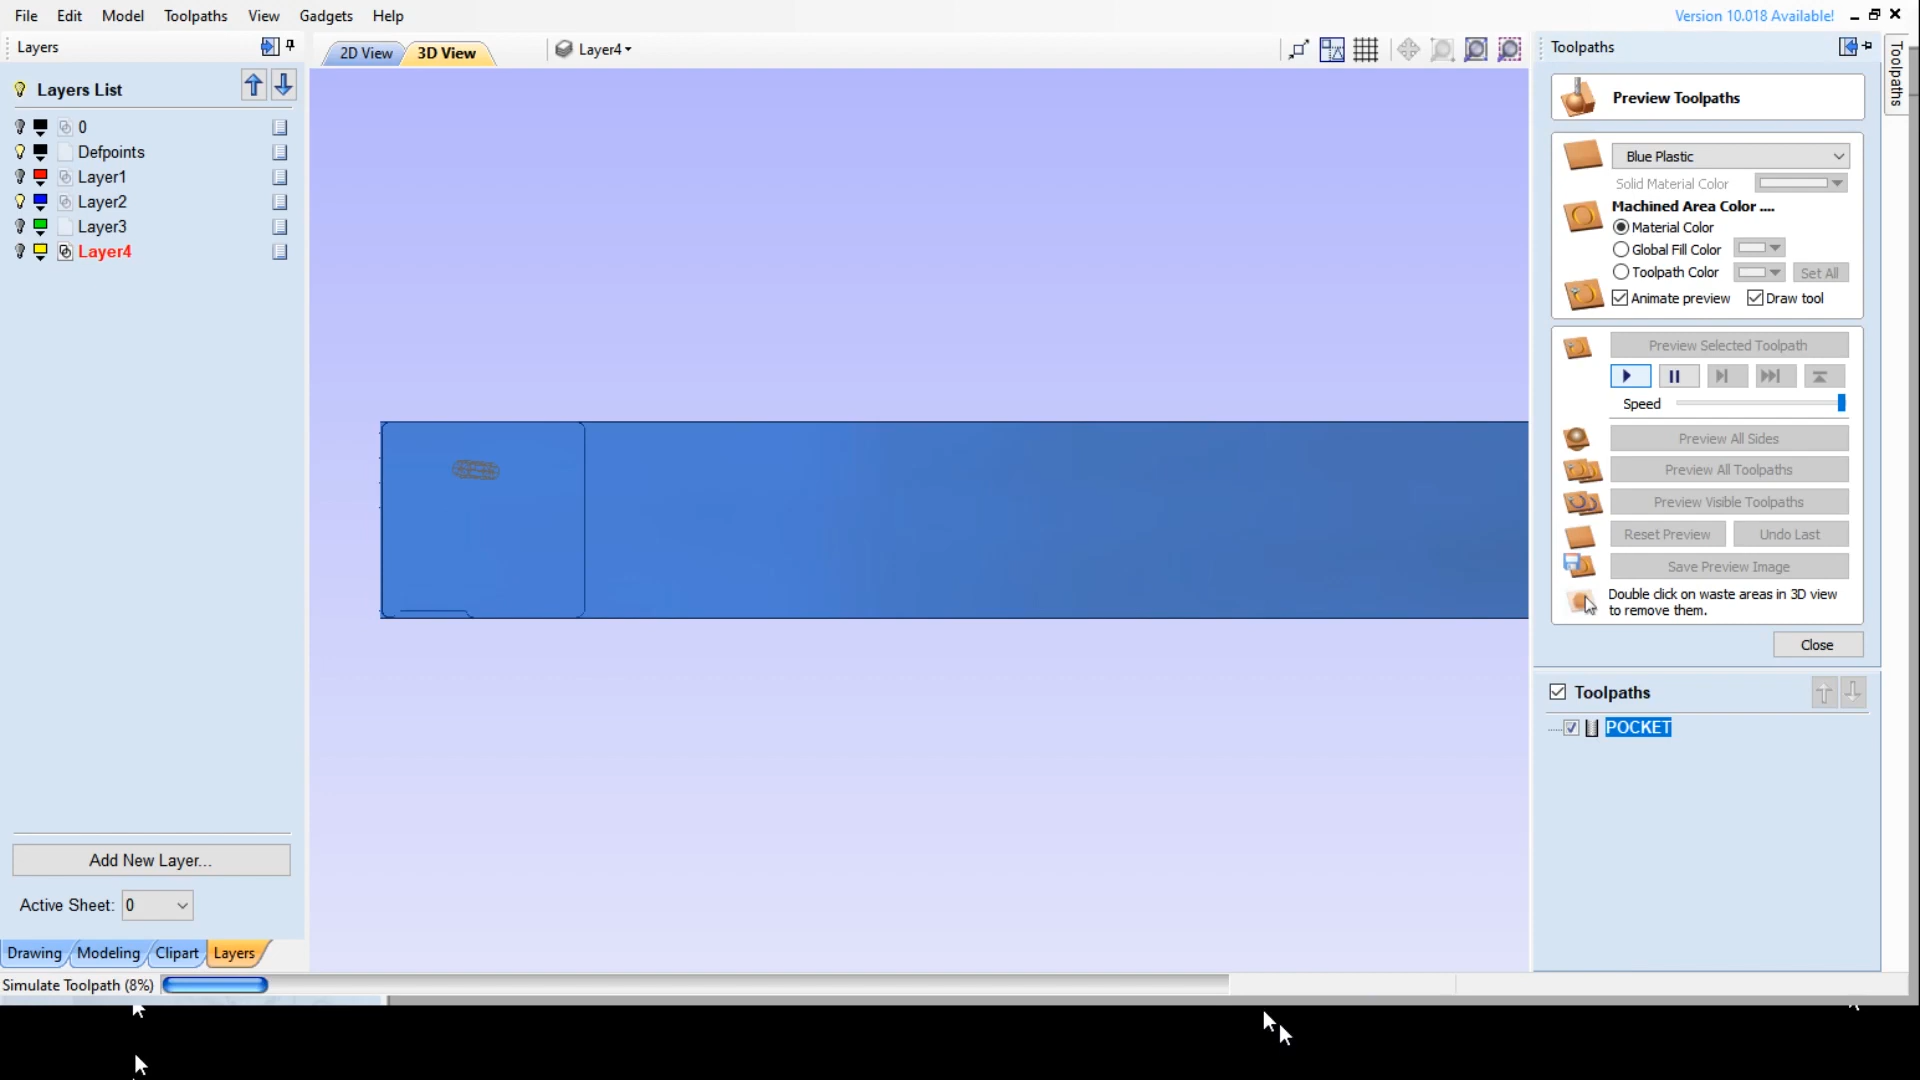 File Edit Model Toolpaths View Gadgets Help
Version 10.018 Available!
Layers
Layers List
0
Defpoints
Layer1
Layer2
Layer3
Layer4
Add New Layer...
Active Sheet: 0
Drawing Modeling Clipart Layers
Simulate Toolpath (8%)
2D View 3D View Layer4
Toolpaths
Toolpaths
Preview Toolpaths
Blue Plastic
Solid Material Color
Machined Area Color ....
Material Color
Global Fill Color
Toolpath Color Set All
Animate preview Draw tool
Preview Selected Toolpath
Speed
Preview All Sides
Preview All Toolpaths
Preview Visible Toolpaths
Reset Preview Undo Last
Save Preview Image
Double click on waste areas in 3D view
to remove them.
Close
Toolpaths
POCKET